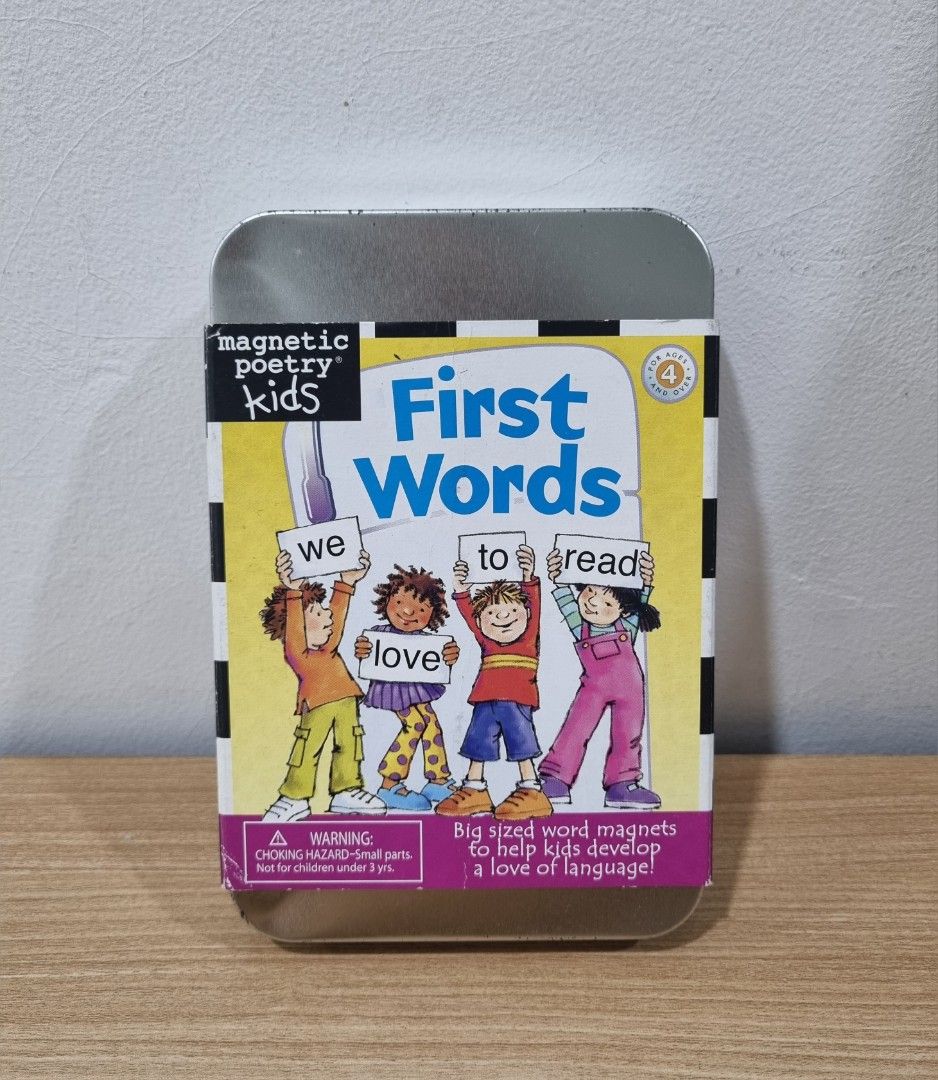 magnetic
poetry®
kids
FOR AGES
4
AND OVER
First
Words
we
love
to
read
WARNING:
CHOKING HAZARD–Small parts.
Not for children under 3 yrs.
Big sized word magnets
to help kids develop
a love of language!